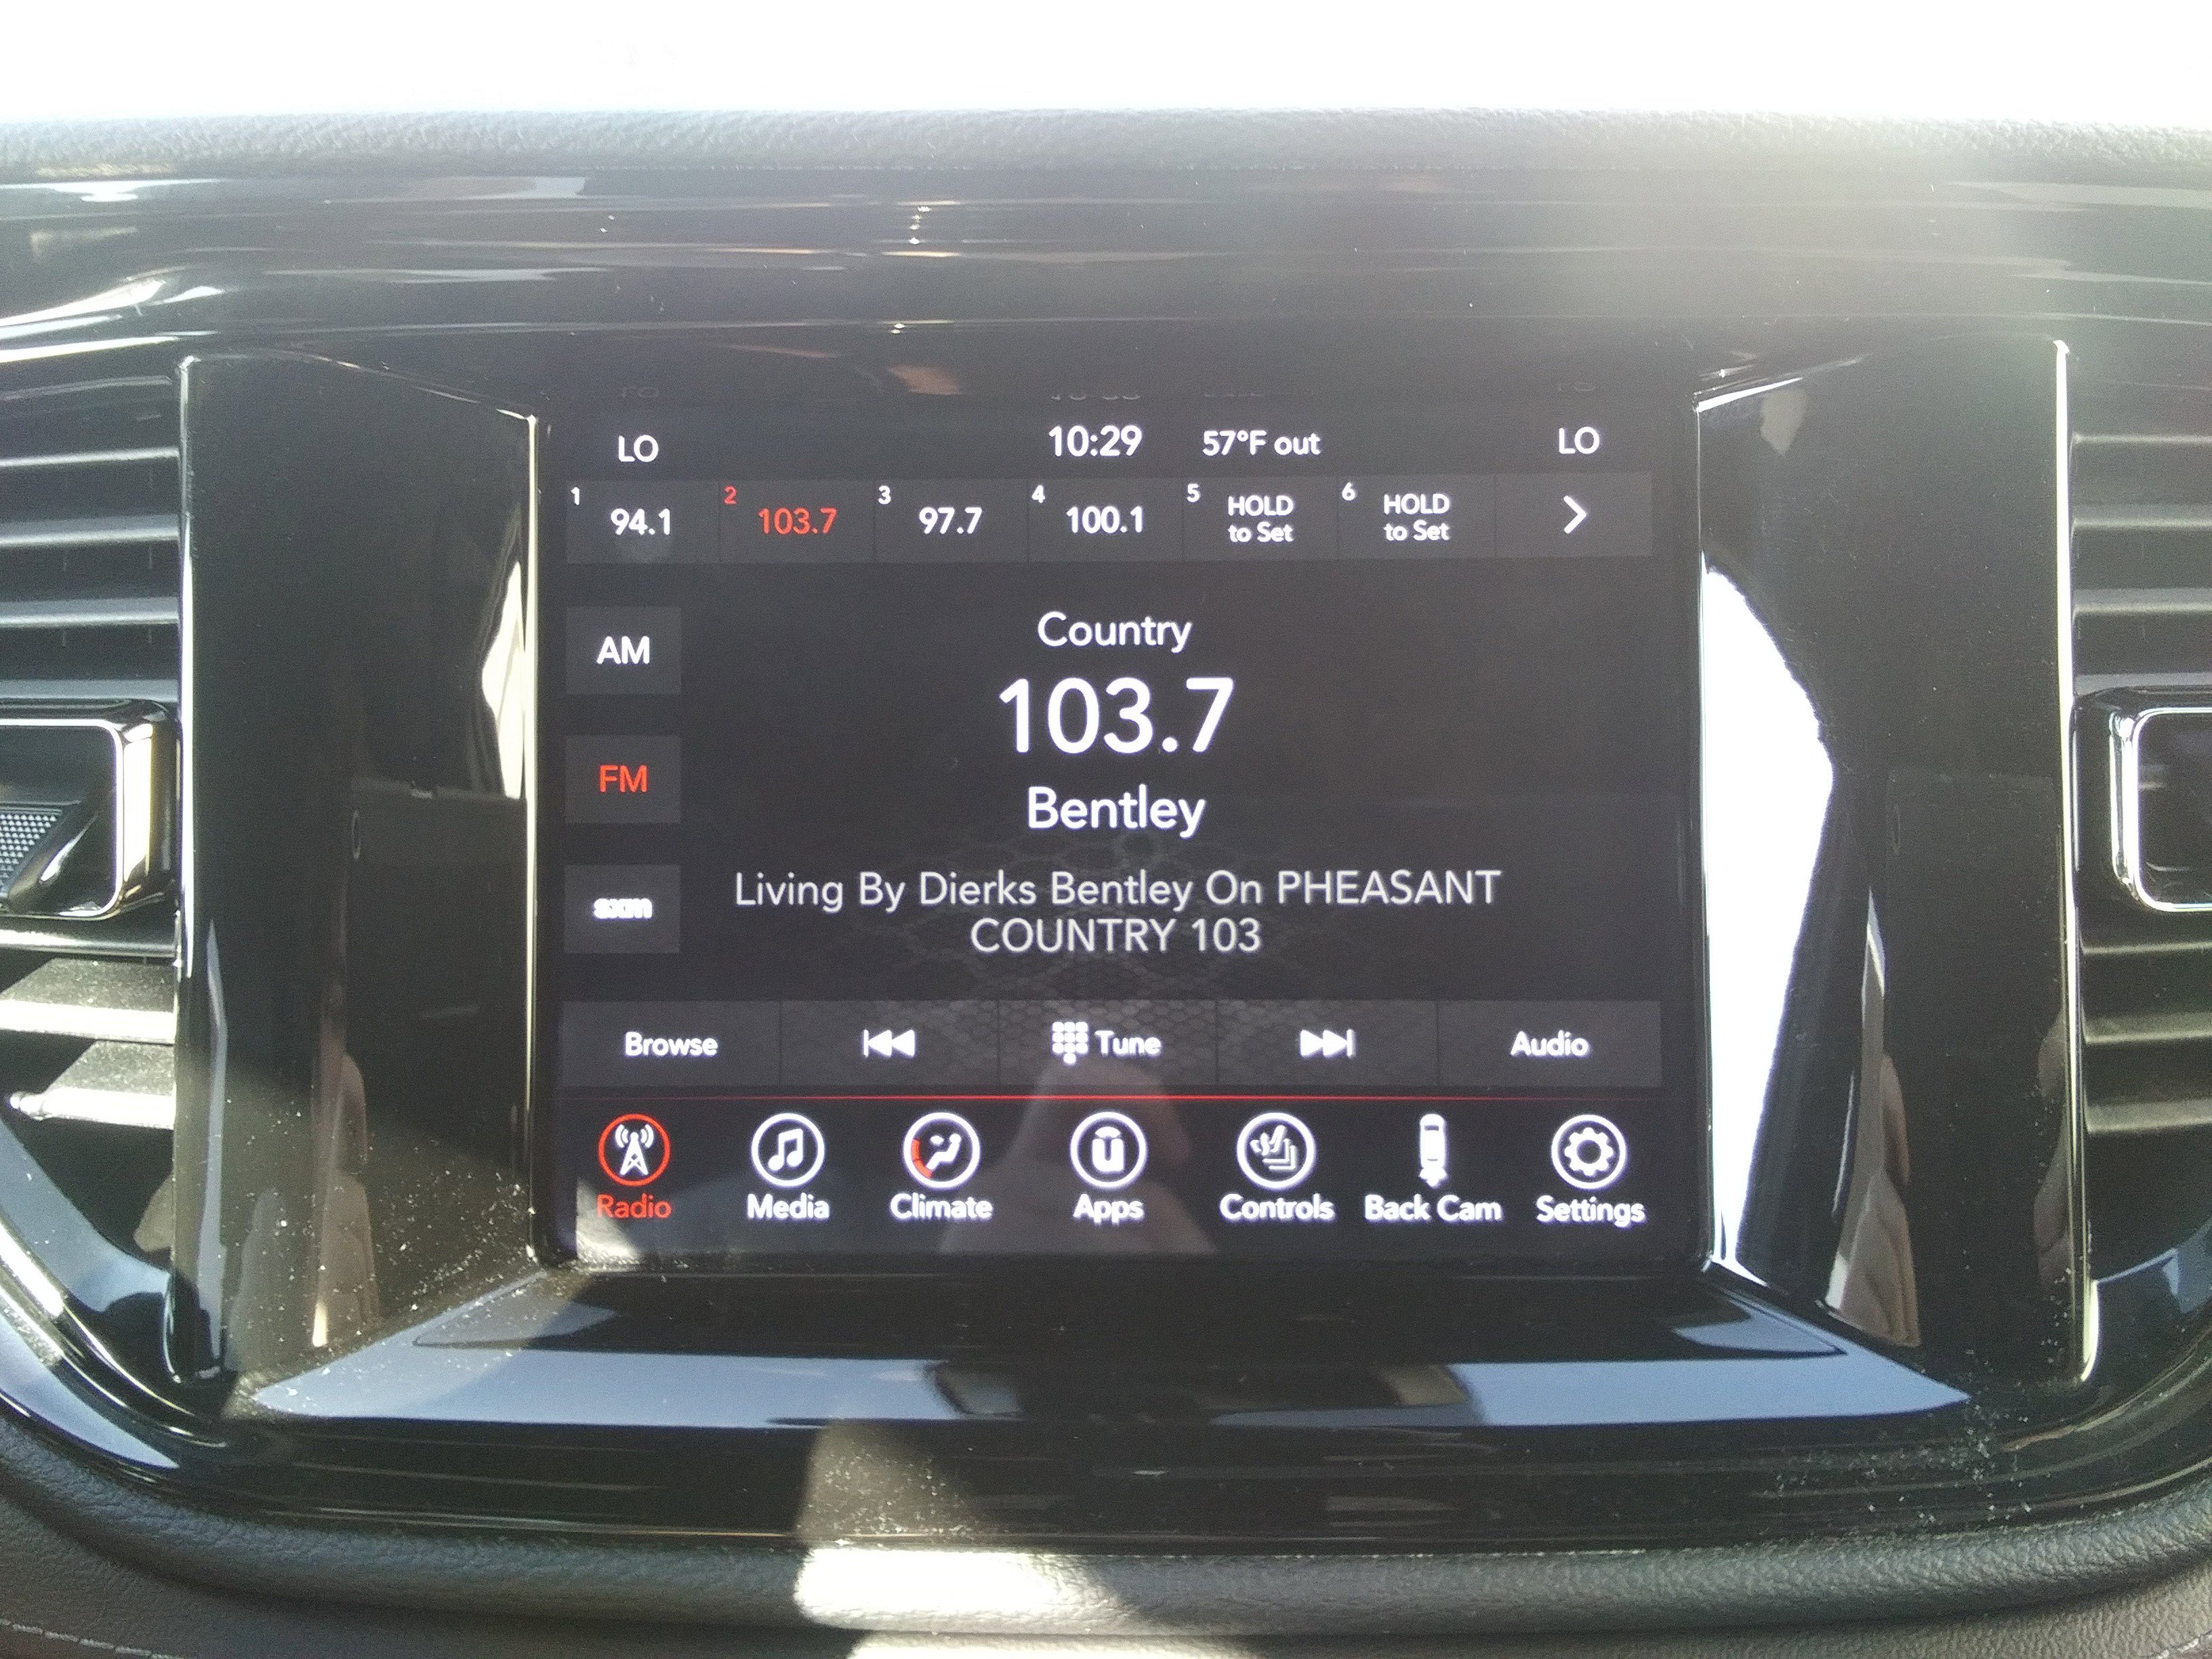 LO 10:29 57°F out LO
1 94.1 2 103.7 3 97.7 4 100.1 5 HOLD to Set 6 HOLD to Set
AM
Country
103.7
FM
Bentley
sxm
Living By Dierks Bentley On PHEASANT
COUNTRY 103
Browse Tune Audio
Radio Media Climate Apps Controls Back Cam Settings